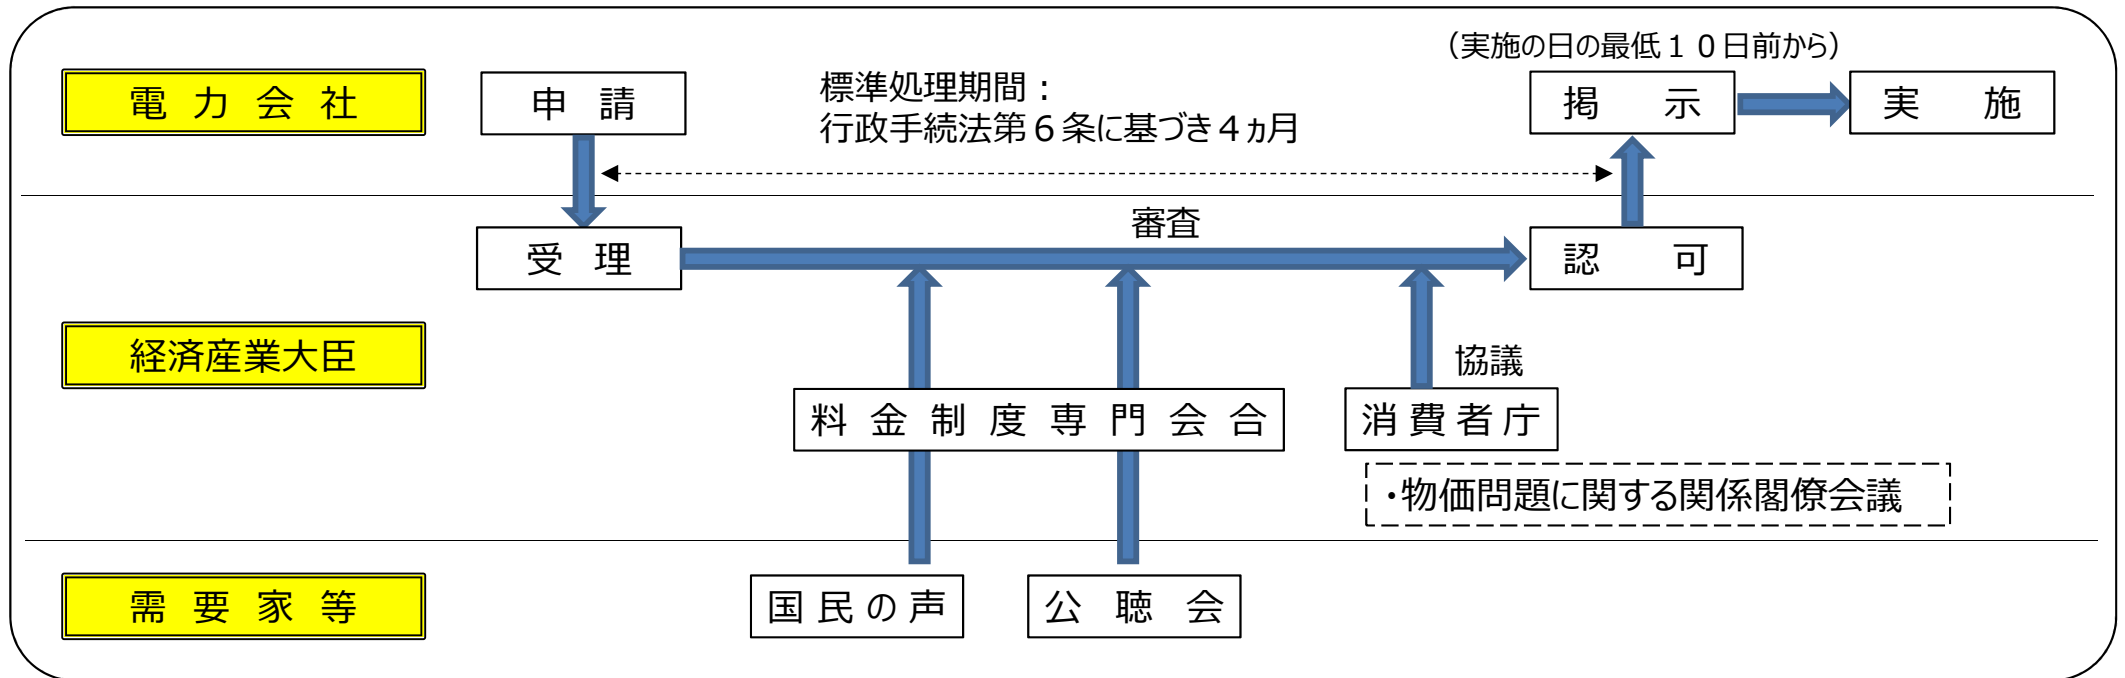 (実施の日の最低10日前から)
電力会社
申請
標準処理期間:
行政手続法第6条に基づき4ヵ月
掲示
実施
審査
受理
認可
経済産業大臣
協議
料金制度専門会合
消費者庁
・物価問題に関する関係閣僚会議
需要家等
国民の声
公聴会